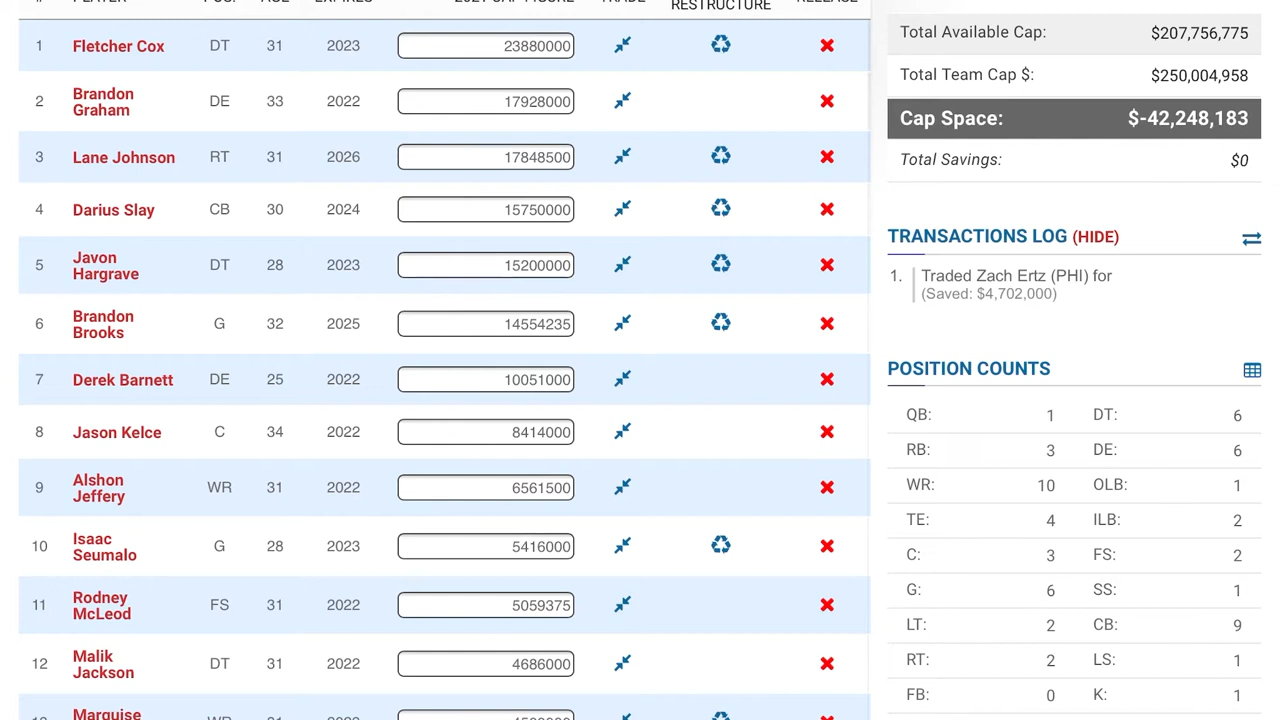 RESTRUCTURE
1 Fletcher Cox DT 31 2023 23880000
2 Brandon Graham DE 33 2022 17928000
3 Lane Johnson RT 31 2026 17848500
4 Darius Slay CB 30 2024 15750000
5 Javon Hargrave DT 28 2023 15200000
6 Brandon Brooks G 32 2025 14554235
7 Derek Barnett DE 25 2022 10051000
8 Jason Kelce C 34 2022 8414000
9 Alshon Jeffery WR 31 2022 6561500
10 Isaac Seumalo G 28 2023 5416000
11 Rodney McLeod FS 31 2022 5059375
12 Malik Jackson DT 31 2022 4686000
Marquise
Total Available Cap: $207,756,775
Total Team Cap $: $250,004,958
Cap Space: $-42,248,183
Total Savings: $0
TRANSACTIONS LOG (HIDE)
1. Traded Zach Ertz (PHI) for
(Saved: $4,702,000)
POSITION COUNTS
QB: 1 DT: 6
RB: 3 DE: 6
WR: 10 OLB: 1
TE: 4 ILB: 2
C: 3 FS: 2
G: 6 SS: 1
LT: 2 CB: 9
RT: 2 LS: 1
FB: 0 K: 1